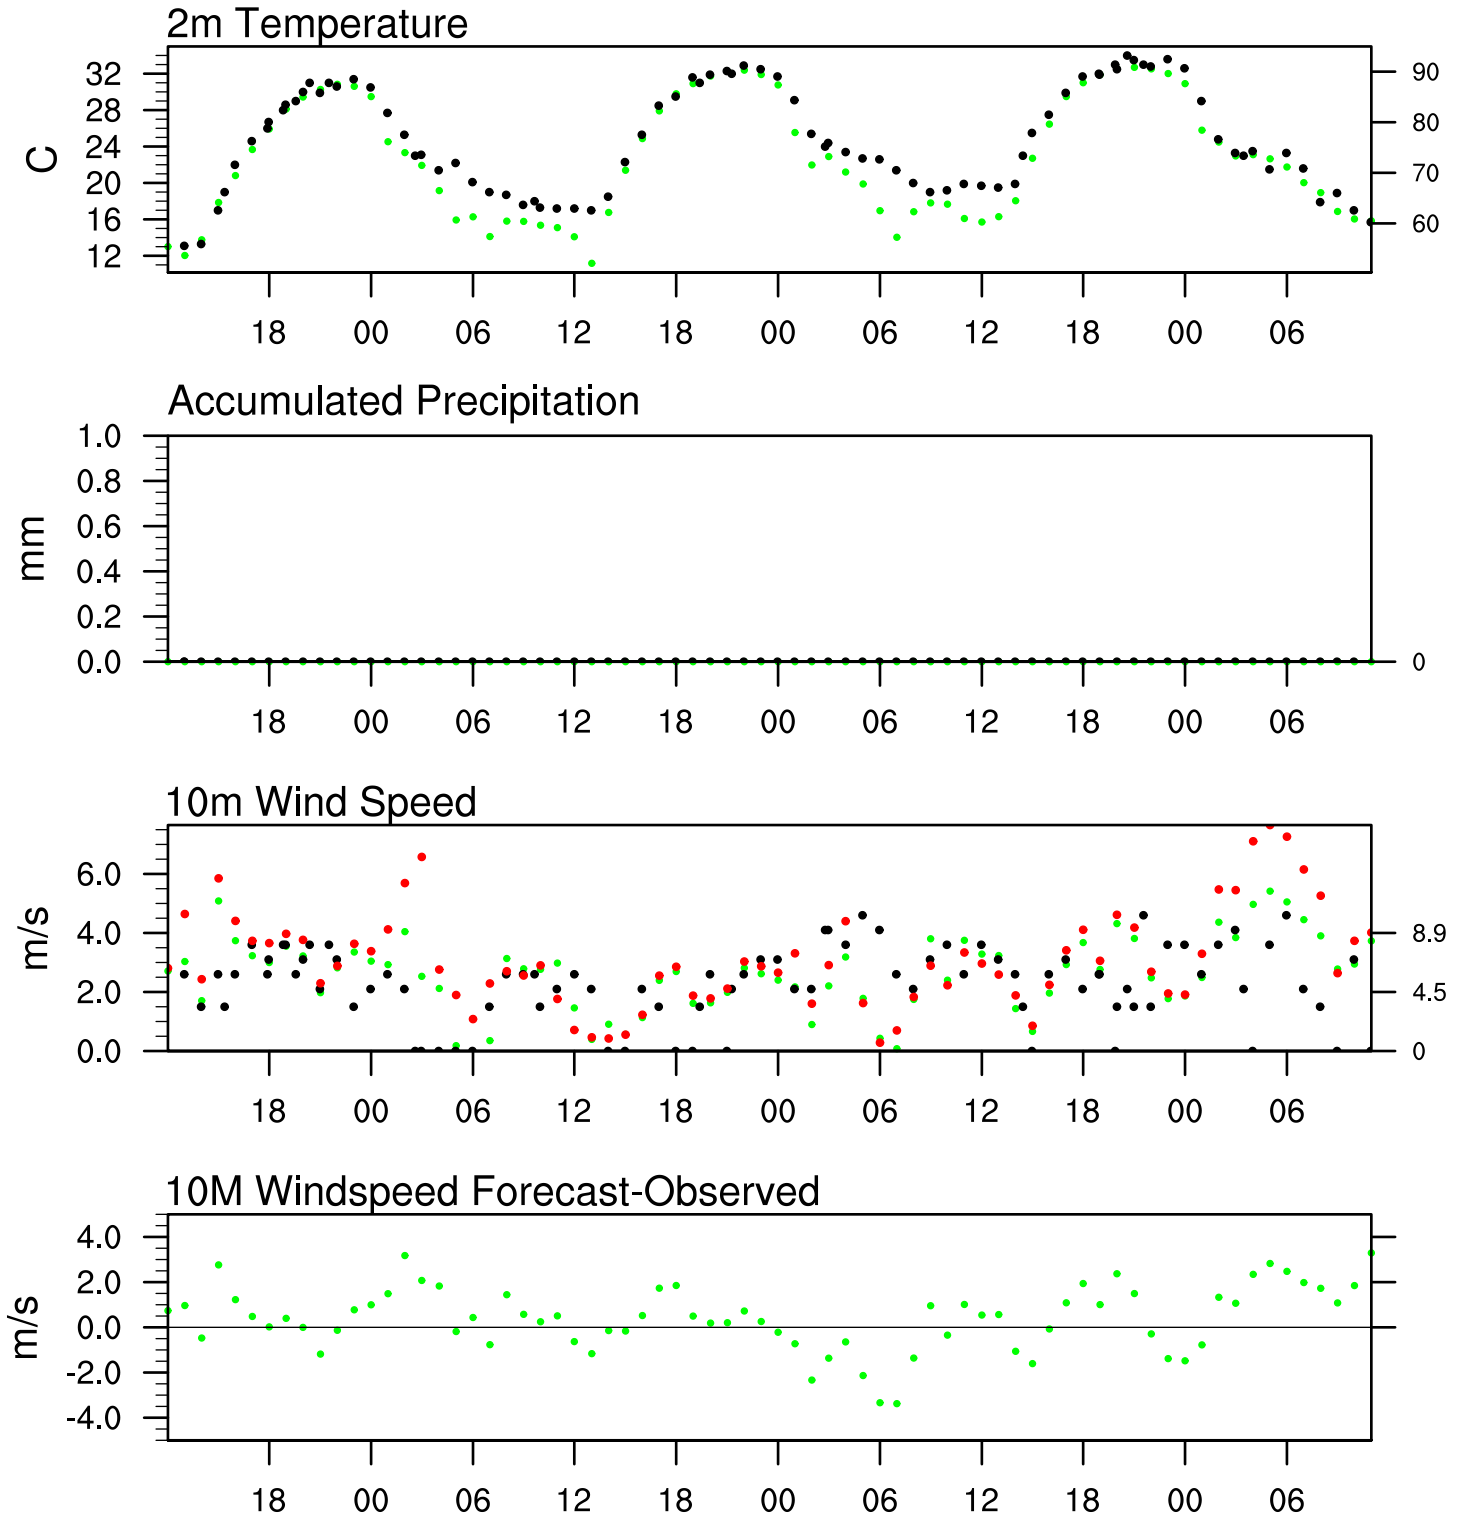 2m Temperature
32
28
24
20
16
12
C
90
80
70
60
18 00 06 12 18 00 06 12 18 00 06
Accumulated Precipitation
1.0
0.8
0.6
0.4
0.2
0.0
mm
0
18 00 06 12 18 00 06 12 18 00 06
10m Wind Speed
6.0
4.0
2.0
0.0
m/s
8.9
4.5
0
18 00 06 12 18 00 06 12 18 00 06
10M Windspeed Forecast-Observed
4.0
2.0
0.0
-2.0
-4.0
m/s
18 00 06 12 18 00 06 12 18 00 06